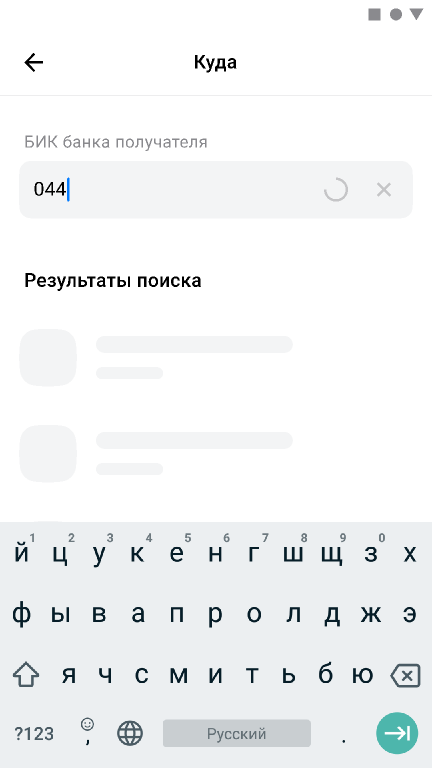 Куда
БИК банка получателя
044
Результаты поиска
1 2 3 4 5 6 7 8 9 0
й ц у к е н г ш щ з х
ф ы в а п р о л д ж э
я ч с м и т ь б ю
?123 , Русский .